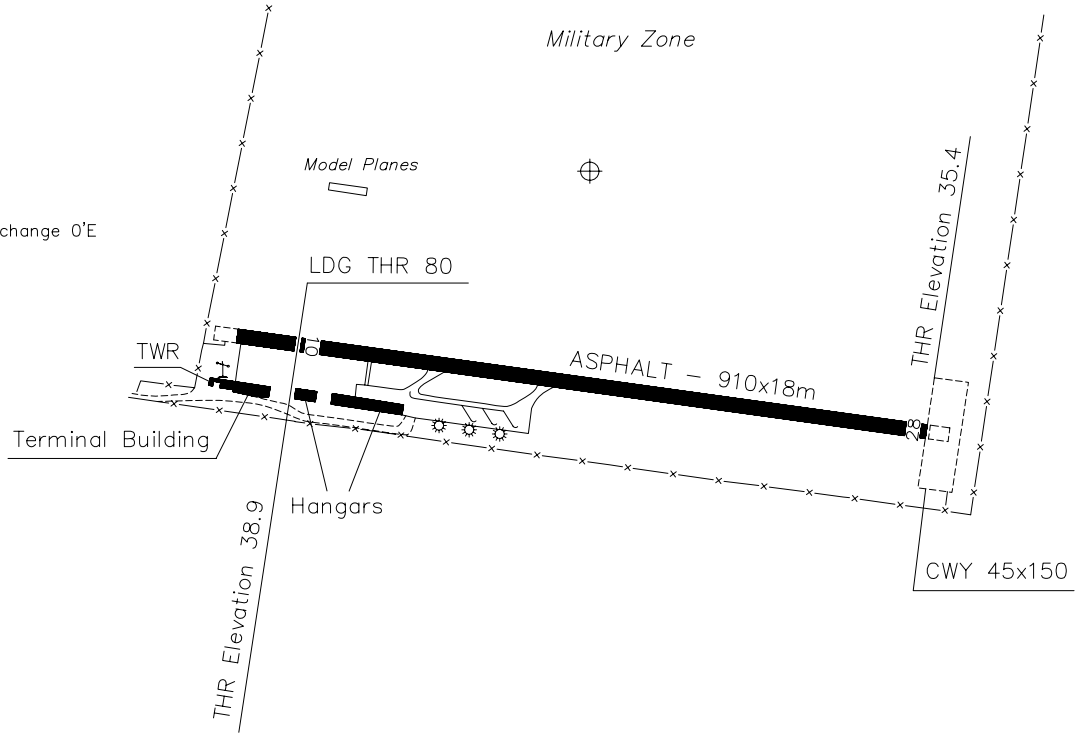 Military Zone
Model Planes
change 0'E
THR Elevation 35.4
LDG THR 80
10
TWR
ASPHALT - 910x18m
28
Terminal Building
Hangars
THR Elevation 38.9
CWY 45x150